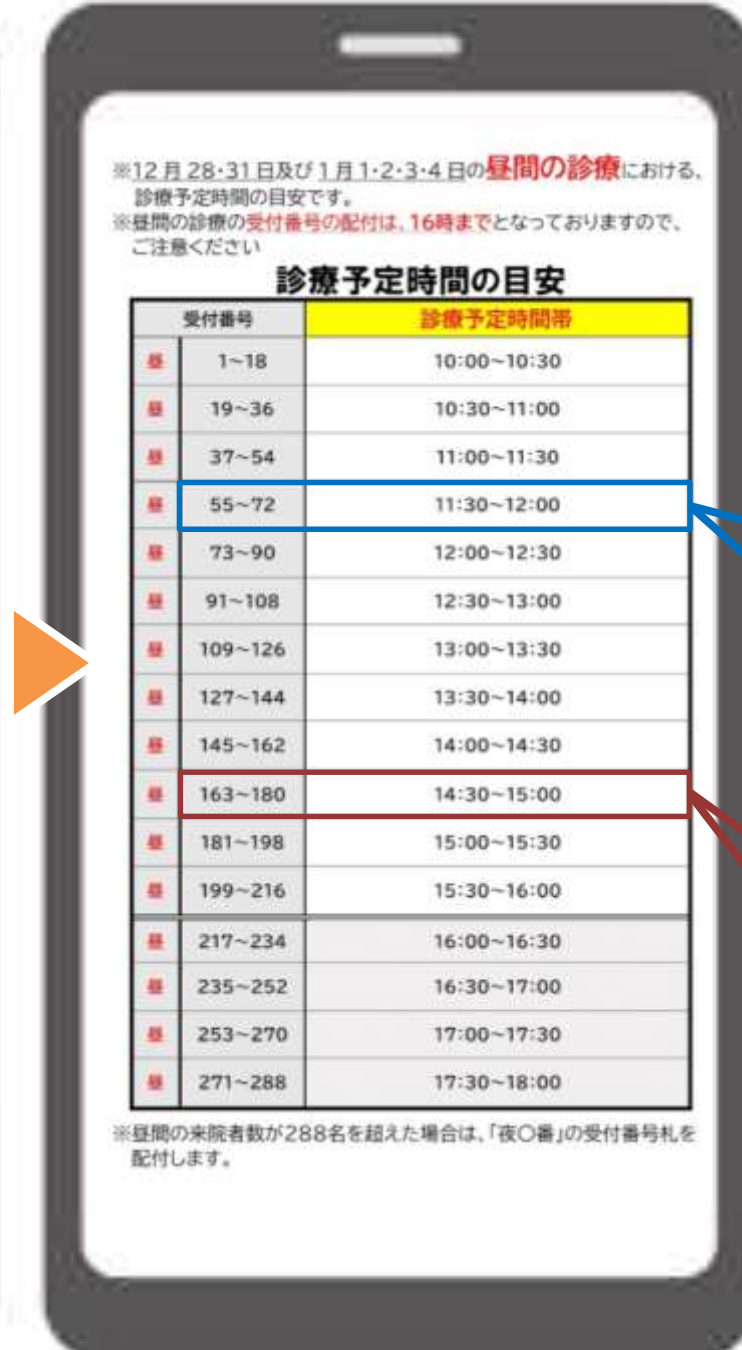 ※12月28・31日及び1月1・2・3・4日の昼間の診療における、
診療予定時間の目安です。
※昼間の診療の受付番号の配付は、16時までとなっておりますので、
ご注意ください
診療予定時間の目安
受付番号 診療予定時間帯
昼 1~18 10:00~10:30
昼 19~36 10:30~11:00
昼 37~54 11:00~11:30
昼 55~72 11:30~12:00
昼 73~90 12:00~12:30
昼 91~108 12:30~13:00
昼 109~126 13:00~13:30
昼 127~144 13:30~14:00
昼 145~162 14:00~14:30
昼 163~180 14:30~15:00
昼 181~198 15:00~15:30
昼 199~216 15:30~16:00
昼 217~234 16:00~16:30
昼 235~252 16:30~17:00
昼 253~270 17:00~17:30
昼 271~288 17:30~18:00
※昼間の来院者数が288名を超えた場合は、「夜〇番」の受付番号札を
配付します。